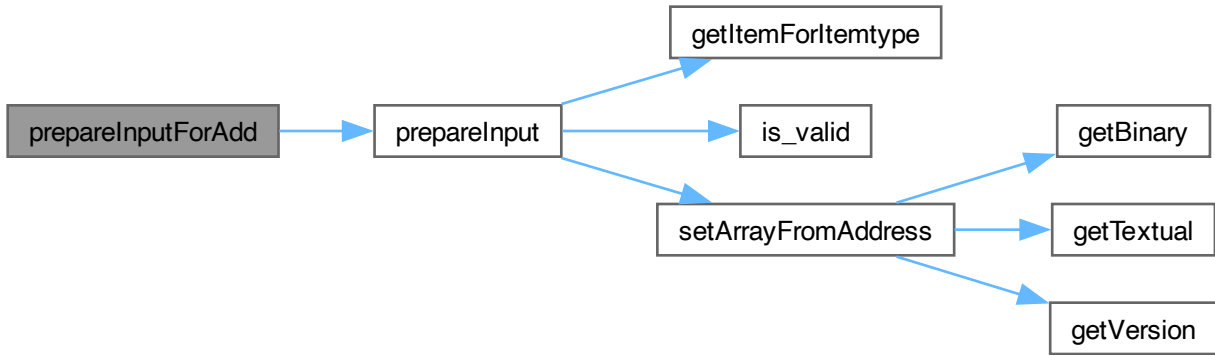 getItemForItemtype
prepareInputForAdd
prepareInput
is_valid
getBinary
setArrayFromAddress
getTextual
getVersion